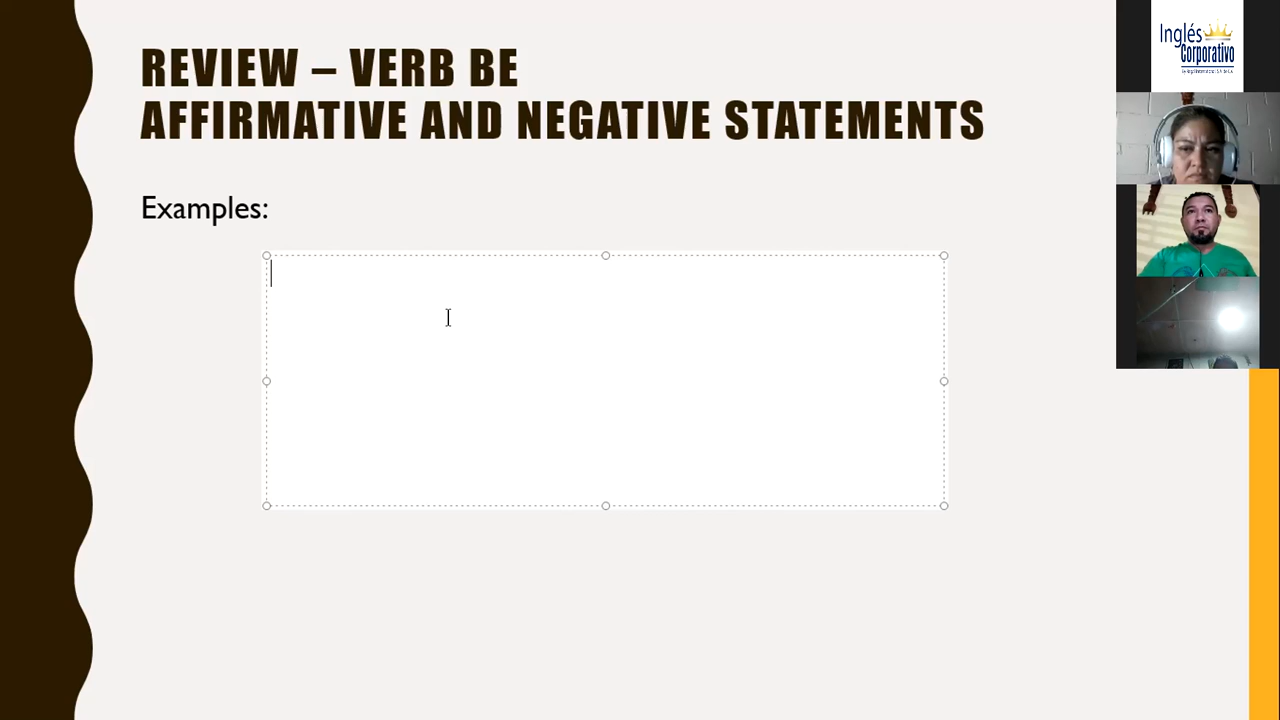 REVIEW – VERB BE
AFFIRMATIVE AND NEGATIVE STATEMENTS
Examples:
Inglés
Corporativo